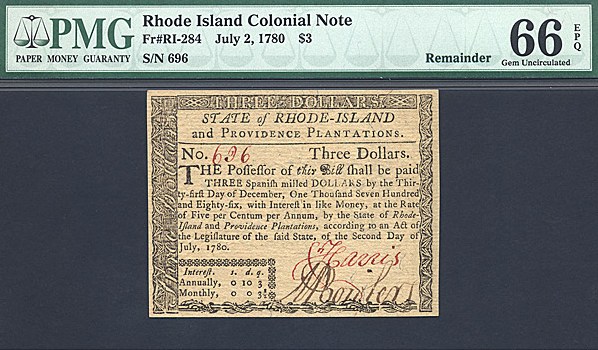 PMG
PAPER MONEY GUARANTY
Rhode Island Colonial Note
Fr#RI-284 July 2, 1780 $3
S/N 696
Remainder
66 EPQ
Gem Uncirculated
THREE DOLLARS.
STATE of RHODE-ISLAND
and PROVIDENCE PLANTATIONS.
No. 696 Three Dollars.
THE Poſſeſſor of this Bill ſhall be paid
THREE Spaniſh milled DOLLARS by the Thir-
ty-firſt Day of December, One Thouſand Seven Hundred
and Eighty-ſix, with Intereſt in like Money, at the Rate
of Five per Centum per Annum, by the State of Rhode-
Iſland and Providence Plantations, according to an Act
of the Legiſlature of the ſaid State, of the Second Day of
July, 1780.
Harris
Intereſt. s. d. q.
Annually, 0 10 3
Monthly, 0 0 3½